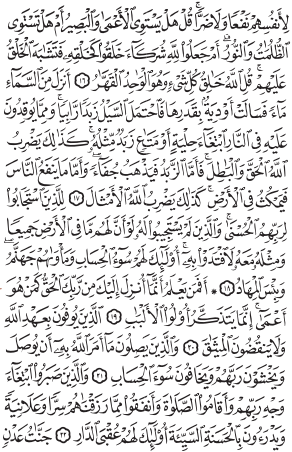 لِأَنفُسِهِمْ نَفْعًا وَلَا ضَرًّا ۚ قُلْ هَلْ يَسْتَوِى ٱلْأَعْمَىٰ وَٱلْبَصِيرُ أَمْ هَلْ تَسْتَوِى
ٱلظُّلُمَٰتُ وَٱلنُّورُ ۗ أَمْ جَعَلُوا۟ لِلَّهِ شُرَكَآءَ خَلَقُوا۟ كَخَلْقِهِۦ فَتَشَٰبَهَ ٱلْخَلْقُ
عَلَيْهِمْ ۚ قُلِ ٱللَّهُ خَٰلِقُ كُلِّ شَىْءٍ وَهُوَ ٱلْوَٰحِدُ ٱلْقَهَّٰرُ ١٦ أَنزَلَ مِنَ ٱلسَّمَآءِ
مَآءً فَسَالَتْ أَوْدِيَةٌۢ بِقَدَرِهَا فَٱحْتَمَلَ ٱلسَّيْلُ زَبَدًا رَّابِيًا ۚ وَمِمَّا يُوقِدُونَ
عَلَيْهِ فِى ٱلنَّارِ ٱبْتِغَآءَ حِلْيَةٍ أَوْ مَتَٰعٍ زَبَدٌ مِّثْلُهُۥ ۚ كَذَٰلِكَ يَضْرِبُ
ٱللَّهُ ٱلْحَقَّ وَٱلْبَٰطِلَ ۚ فَأَمَّا ٱلزَّبَدُ فَيَذْهَبُ جُفَآءً ۖ وَأَمَّا مَا يَنفَعُ ٱلنَّاسَ
فَيَمْكُثُ فِى ٱلْأَرْضِ ۚ كَذَٰلِكَ يَضْرِبُ ٱللَّهُ ٱلْأَمْثَالَ ١٧ لِلَّذِينَ ٱسْتَجَابُوا۟
لِرَبِّهِمُ ٱلْحُسْنَىٰ ۚ وَٱلَّذِينَ لَمْ يَسْتَجِيبُوا۟ لَهُۥ لَوْ أَنَّ لَهُم مَّا فِى ٱلْأَرْضِ جَمِيعًا
وَمِثْلَهُۥ مَعَهُۥ لَٱفْتَدَوْا۟ بِهِۦٓ ۚ أُو۟لَٰٓئِكَ لَهُمْ سُوٓءُ ٱلْحِسَابِ وَمَأْوَىٰهُمْ جَهَنَّمُ ۖ
وَبِئْسَ ٱلْمِهَادُ ١٨ ۞ أَفَمَن يَعْلَمُ أَنَّمَآ أُنزِلَ إِلَيْكَ مِن رَّبِّكَ ٱلْحَقُّ كَمَنْ هُوَ
أَعْمَىٰٓ ۚ إِنَّمَا يَتَذَكَّرُ أُو۟لُوا۟ ٱلْأَلْبَٰبِ ١٩ ٱلَّذِينَ يُوفُونَ بِعَهْدِ ٱللَّهِ
وَلَا يَنقُضُونَ ٱلْمِيثَٰقَ ٢٠ وَٱلَّذِينَ يَصِلُونَ مَآ أَمَرَ ٱللَّهُ بِهِۦٓ أَن يُوصَلَ
وَيَخْشَوْنَ رَبَّهُمْ وَيَخَافُونَ سُوٓءَ ٱلْحِسَابِ ٢١ وَٱلَّذِينَ صَبَرُوا۟ ٱبْتِغَآءَ
وَجْهِ رَبِّهِمْ وَأَقَامُوا۟ ٱلصَّلَوٰةَ وَأَنفَقُوا۟ مِمَّا رَزَقْنَٰهُمْ سِرًّا وَعَلَانِيَةً
وَيَدْرَءُونَ بِٱلْحَسَنَةِ ٱلسَّيِّئَةَ أُو۟لَٰٓئِكَ لَهُمْ عُقْبَى ٱلدَّارِ ٢٢ جَنَّٰتُ عَدْنٍ